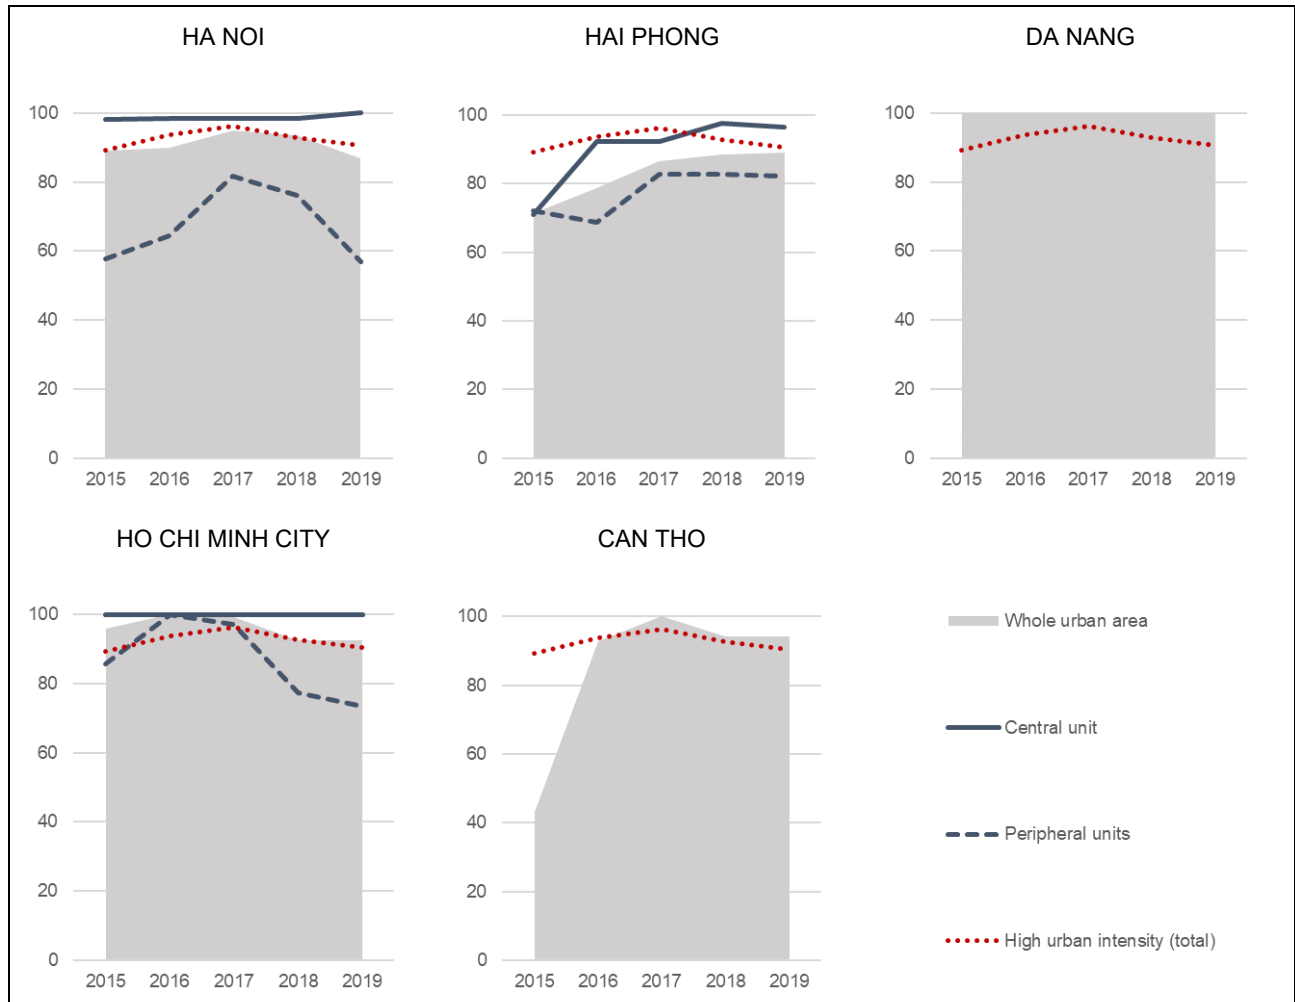 HA NOI
100
80
60
40
20
0
2015 2016 2017 2018 2019
HAI PHONG
100
80
60
40
20
0
2015 2016 2017 2018 2019
DA NANG
100
80
60
40
20
0
2015 2016 2017 2018 2019
HO CHI MINH CITY
100
80
60
40
20
0
2015 2016 2017 2018 2019
CAN THO
100
80
60
40
20
0
2015 2016 2017 2018 2019
Whole urban area
Central unit
Peripheral units
High urban intensity (total)